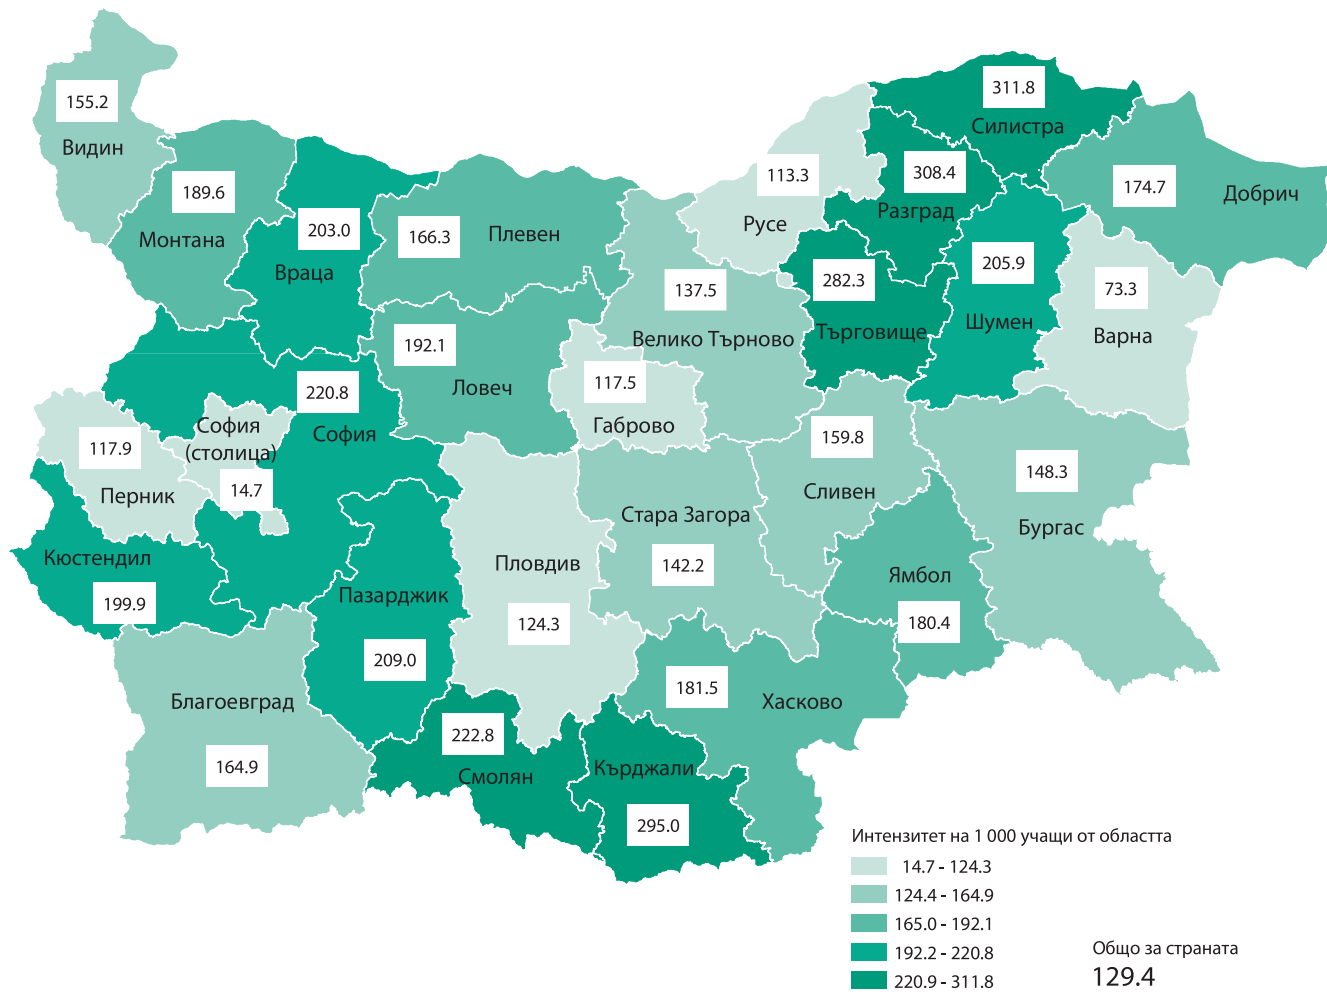 311.8
Силистра
155.2
Видин
189.6
Монтана
203.0
Враца
166.3
Плевен
113.3
Русе
308.4
Разград
174.7
Добрич
137.5
Велико Търново
282.3
Търговище
205.9
Шумен
73.3
Варна
192.1
Ловеч
117.5
Габрово
220.8
София
София
(столица)
14.7
117.9
Перник
159.8
Сливен
148.3
Бургас
Стара Загора
142.2
Кюстендил
199.9
Пазарджик
209.0
Пловдив
124.3
Ямбол
180.4
Благоевград
164.9
181.5
Хасково
222.8
Смолян
Кърджали
295.0
Интензитет на 1 000 учащи от областта
14.7 - 124.3
124.4 - 164.9
165.0 - 192.1
192.2 - 220.8
220.9 - 311.8
Общо за страната
129.4